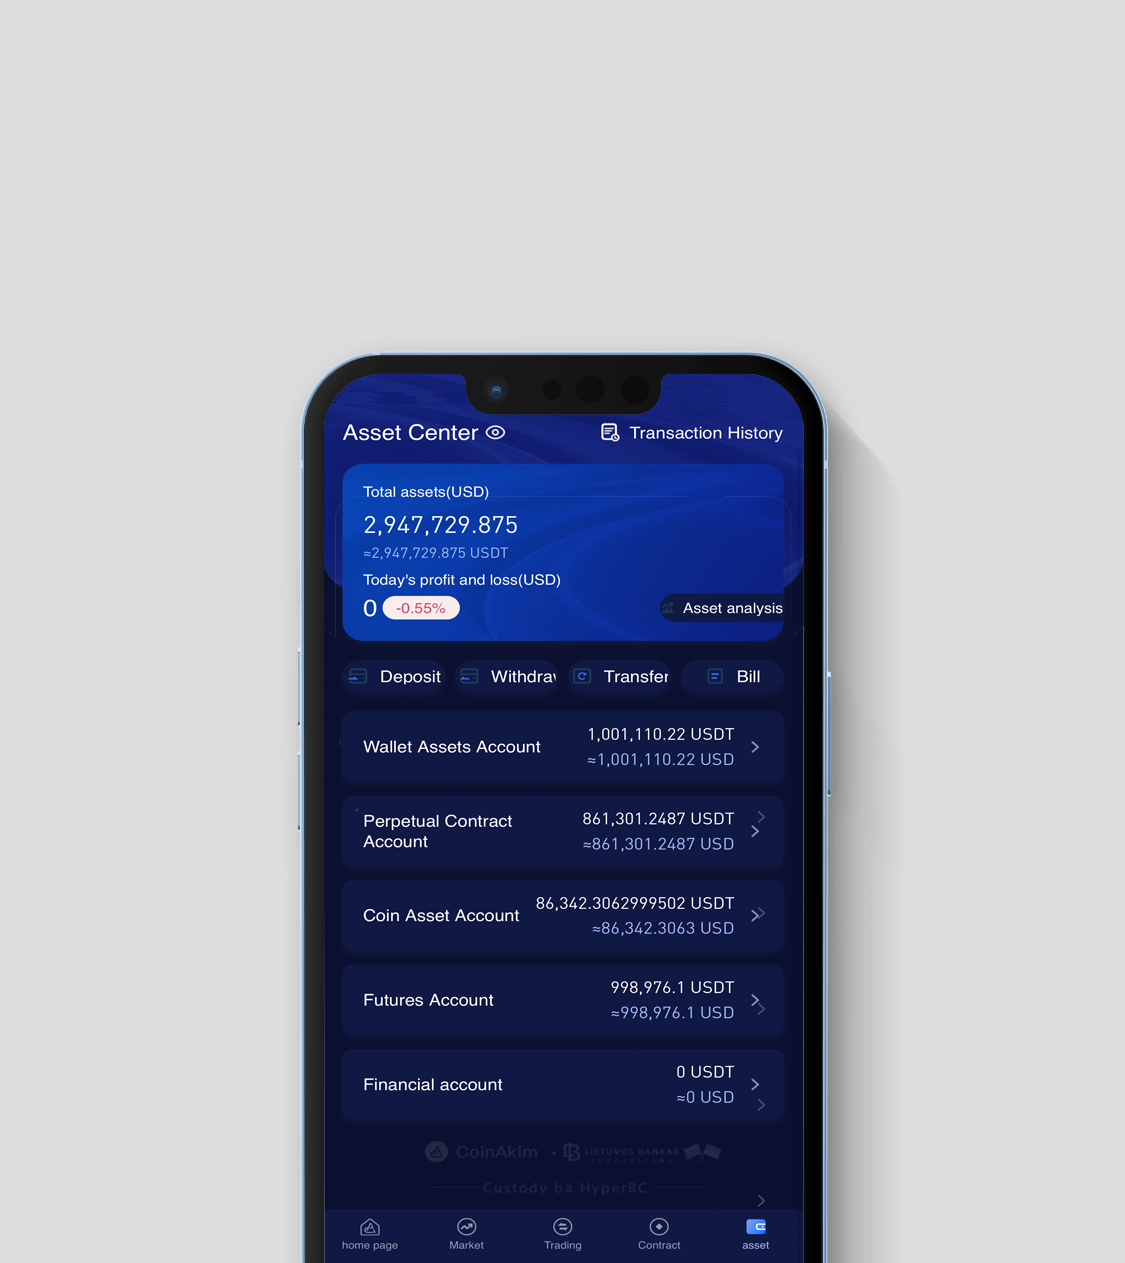 Asset Center
Transaction History
Total assets(USD)
2,947,729.875
≈2,947,729.875 USDT
Today's profit and loss(USD)
0 -0.55%
Asset analysis
Deposit
Withdra
Transfer
Bill
Wallet Assets Account
1,001,110.22 USDT
≈1,001,110.22 USD
Perpetual Contract
Account
861,301.2487 USDT
≈861,301.2487 USD
Coin Asset Account
86,342.3062999502 USDT
≈86,342.3063 USD
Futures Account
998,976.1 USDT
≈998,976.1 USD
Financial account
0 USDT
≈0 USD
CoinAkim · LIETUVOS BANKAS
EUROSISTEMA
Custody ba HyperBC
home page
Market
Trading
Contract
asset